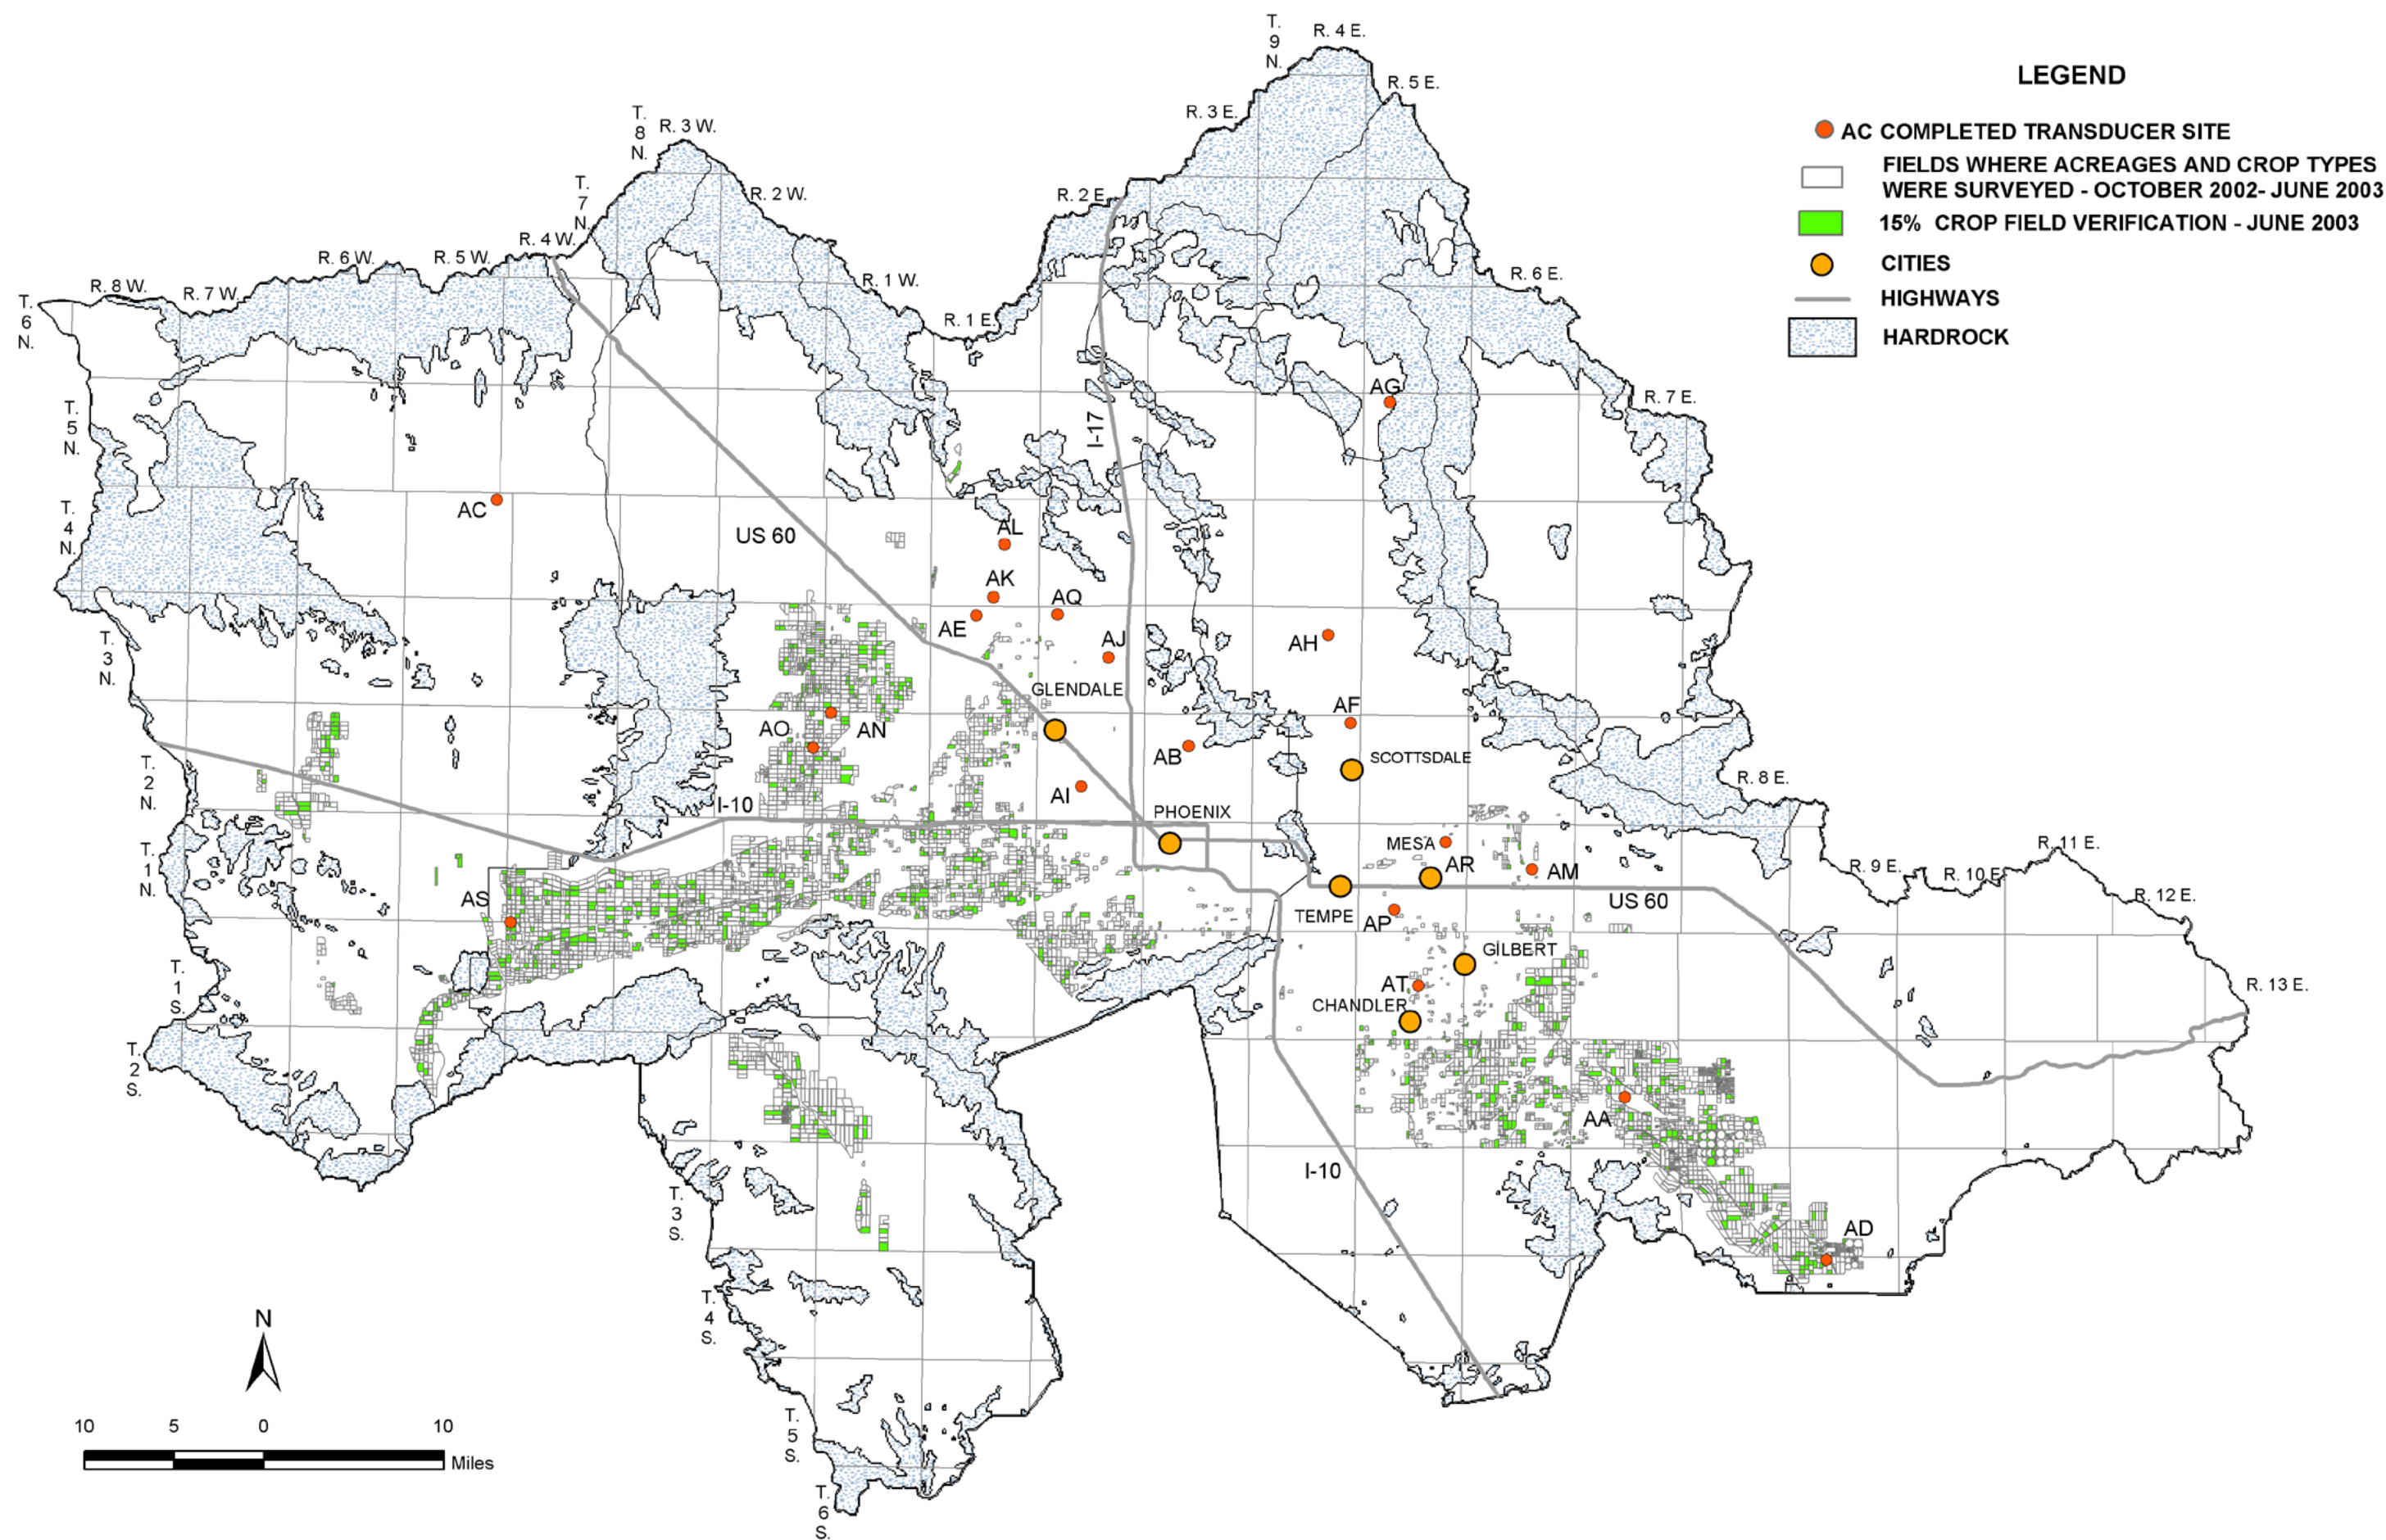 T.
9
N.
R. 4 E.
R. 5 E.
R. 3 E.
T.
8
N.
R. 3 W.
T.
7
N.
R. 2 W.
R. 2 E.
R. 4 W.
R. 6 W.
R. 5 W.
R. 1 W.
R. 6 E.
R. 8 W.
R. 7 W.
T.
6
N.
R. 1 E.
LEGEND
AC COMPLETED TRANSDUCER SITE
FIELDS WHERE ACREAGES AND CROP TYPES
WERE SURVEYED - OCTOBER 2002- JUNE 2003
15% CROP FIELD VERIFICATION - JUNE 2003
CITIES
HIGHWAYS
HARDROCK
AG
R. 7 E.
T.
5
N.
I-17
T.
4
N.
AC
US 60
AL
AK
AQ
AE
AJ
AH
T.
3
N.
GLENDALE
AF
AO
AN
AB
SCOTTSDALE
T.
2
N.
R. 8 E.
AI
I-10
PHOENIX
MESA
AR
AM
T.
1
N.
R. 9 E.
R. 10 E.
R. 11 E.
R. 12 E.
AS
TEMPE
AP
US 60
GILBERT
T.
1
S.
AT
CHANDLER
R. 13 E.
T.
2
S.
AA
I-10
T.
3
S.
AD
T.
4
S.
N
10 5 0 10
Miles
T.
5
S.
T.
6
S.